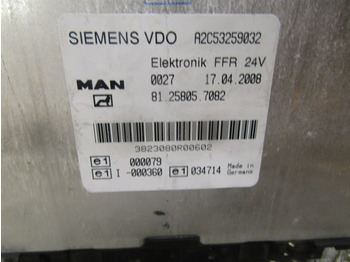 SIEMENS VDO A2C53259032
Elektronik FFR 24V
MAN 0027 17.04.2008
81.25805.7082
3823080R00602
e1 000079
e1 I -000360 e1 034714 Made in
Germany